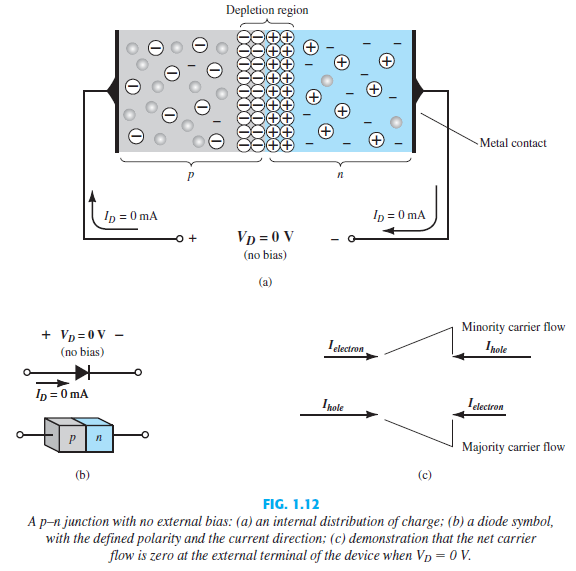 Depletion region
Metal contact
p
n
I_D = 0 mA
I_D = 0 mA
+
V_D = 0 V
−
(no bias)
(a)
+ V_D = 0 V −
(no bias)
I_D = 0 mA
p n
(b)
Minority carrier flow
I_electron
I_hole
I_hole
I_electron
Majority carrier flow
(c)
FIG. 1.12
A p–n junction with no external bias: (a) an internal distribution of charge; (b) a diode symbol,
with the defined polarity and the current direction; (c) demonstration that the net carrier
flow is zero at the external terminal of the device when V_D = 0 V.